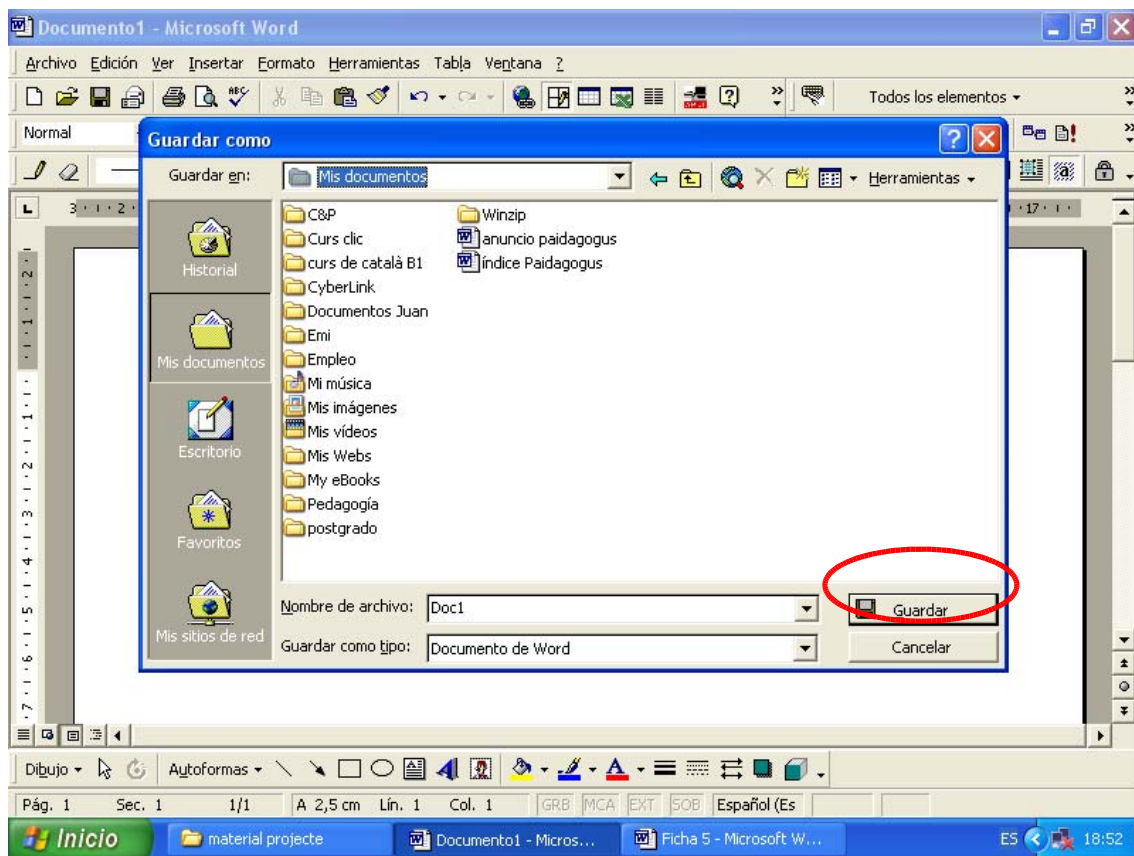 Documento1 - Microsoft Word
Archivo Edición Ver Insertar Formato Herramientas Tabla Ventana ?
Todos los elementos
Normal
Guardar como
Guardar en: Mis documentos Herramientas
3 · 1 · 2 · 17 · 1 ·
Historial
Mis documentos
Escritorio
Favoritos
Mis sitios de red
C&P
Curs clic
curs de català B1
CyberLink
Documentos Juan
Emi
Empleo
Mi música
Mis imágenes
Mis vídeos
Mis Webs
My eBooks
Pedagogía
postgrado
Winzip
anuncio paidagogus
índice Paidagogus
Nombre de archivo: Doc1 Guardar
Guardar como tipo: Documento de Word Cancelar
Dibujo Autoformas
Pág. 1 Sec. 1 1/1 A 2,5 cm Lín. 1 Col. 1 GRB MCA EXT SOB Español (Es
Inicio material projecte Documento1 - Micros... Ficha 5 - Microsoft W... ES 18:52